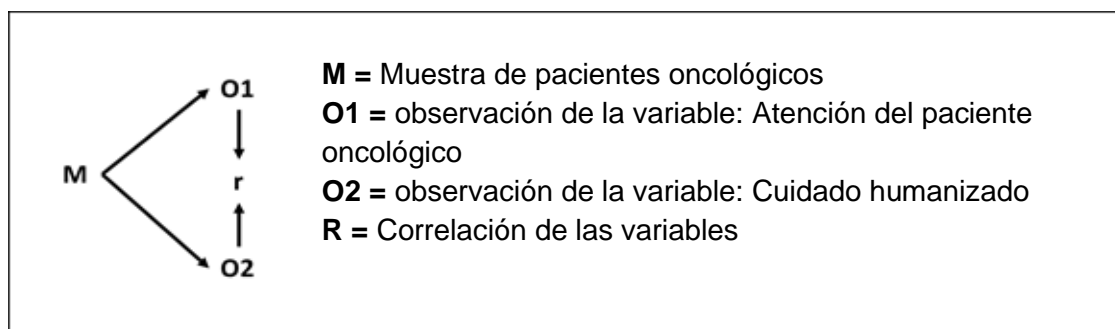 O1
M
r
O2
M = Muestra de pacientes oncológicos
O1 = observación de la variable: Atención del paciente
oncológico
O2 = observación de la variable: Cuidado humanizado
R = Correlación de las variables